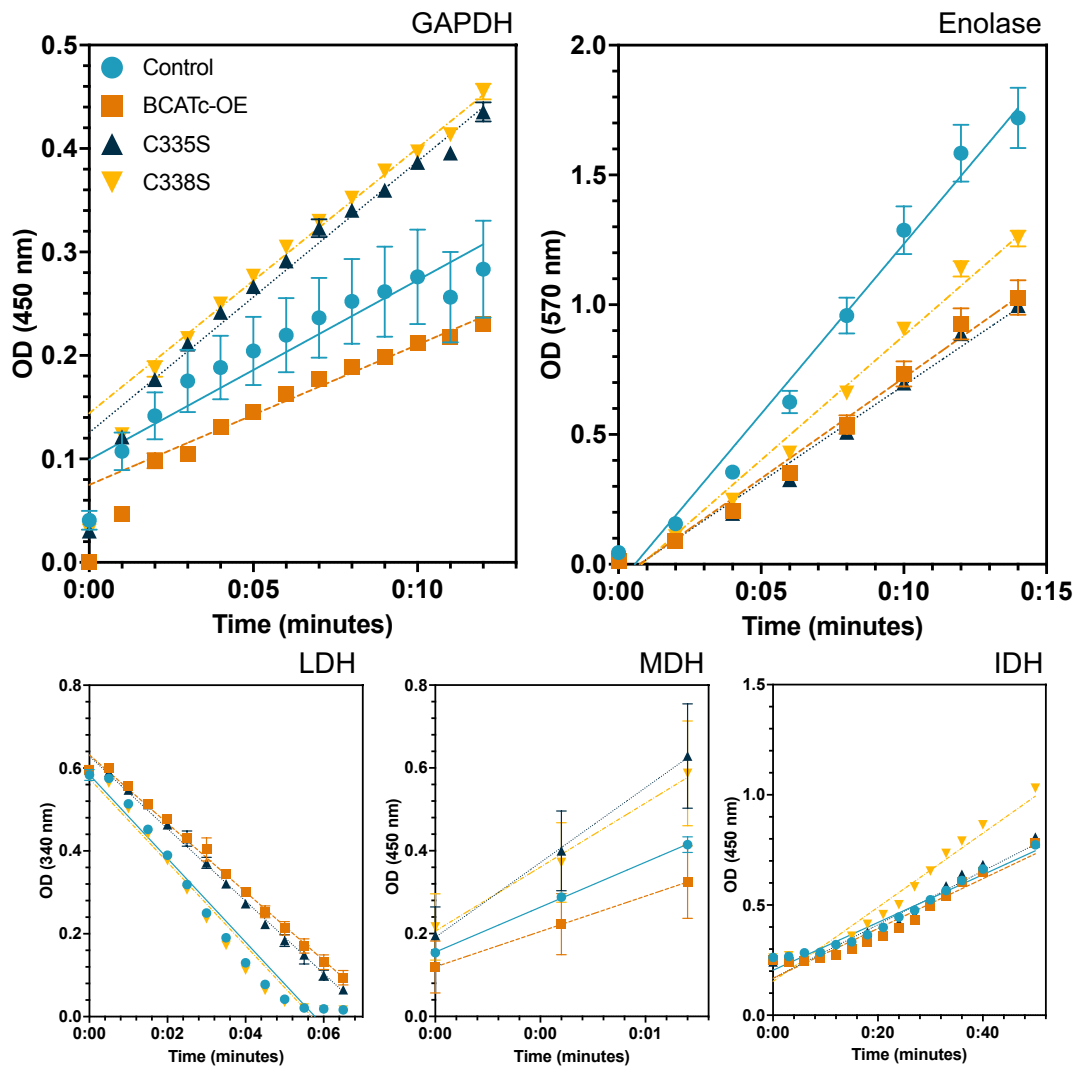 GAPDH
OD (450 nm)
0.5
0.4
0.3
0.2
0.1
0.0
Control
BCATc-OE
C335S
C338S
0:00
0:05
0:10
Time (minutes)
Enolase
OD (570 nm)
2.0
1.5
1.0
0.5
0.0
0:00
0:05
0:10
0:15
Time (minutes)
LDH
OD (340 nm)
0.8
0.6
0.4
0.2
0.0
0:00
0:02
0:04
0:06
Time (minutes)
MDH
OD (450 nm)
0.8
0.6
0.4
0.2
0.0
0:00
0:00
0:01
Time (minutes)
IDH
OD (450 nm)
1.5
1.0
0.5
0.0
0:00
0:20
0:40
Time (minutes)